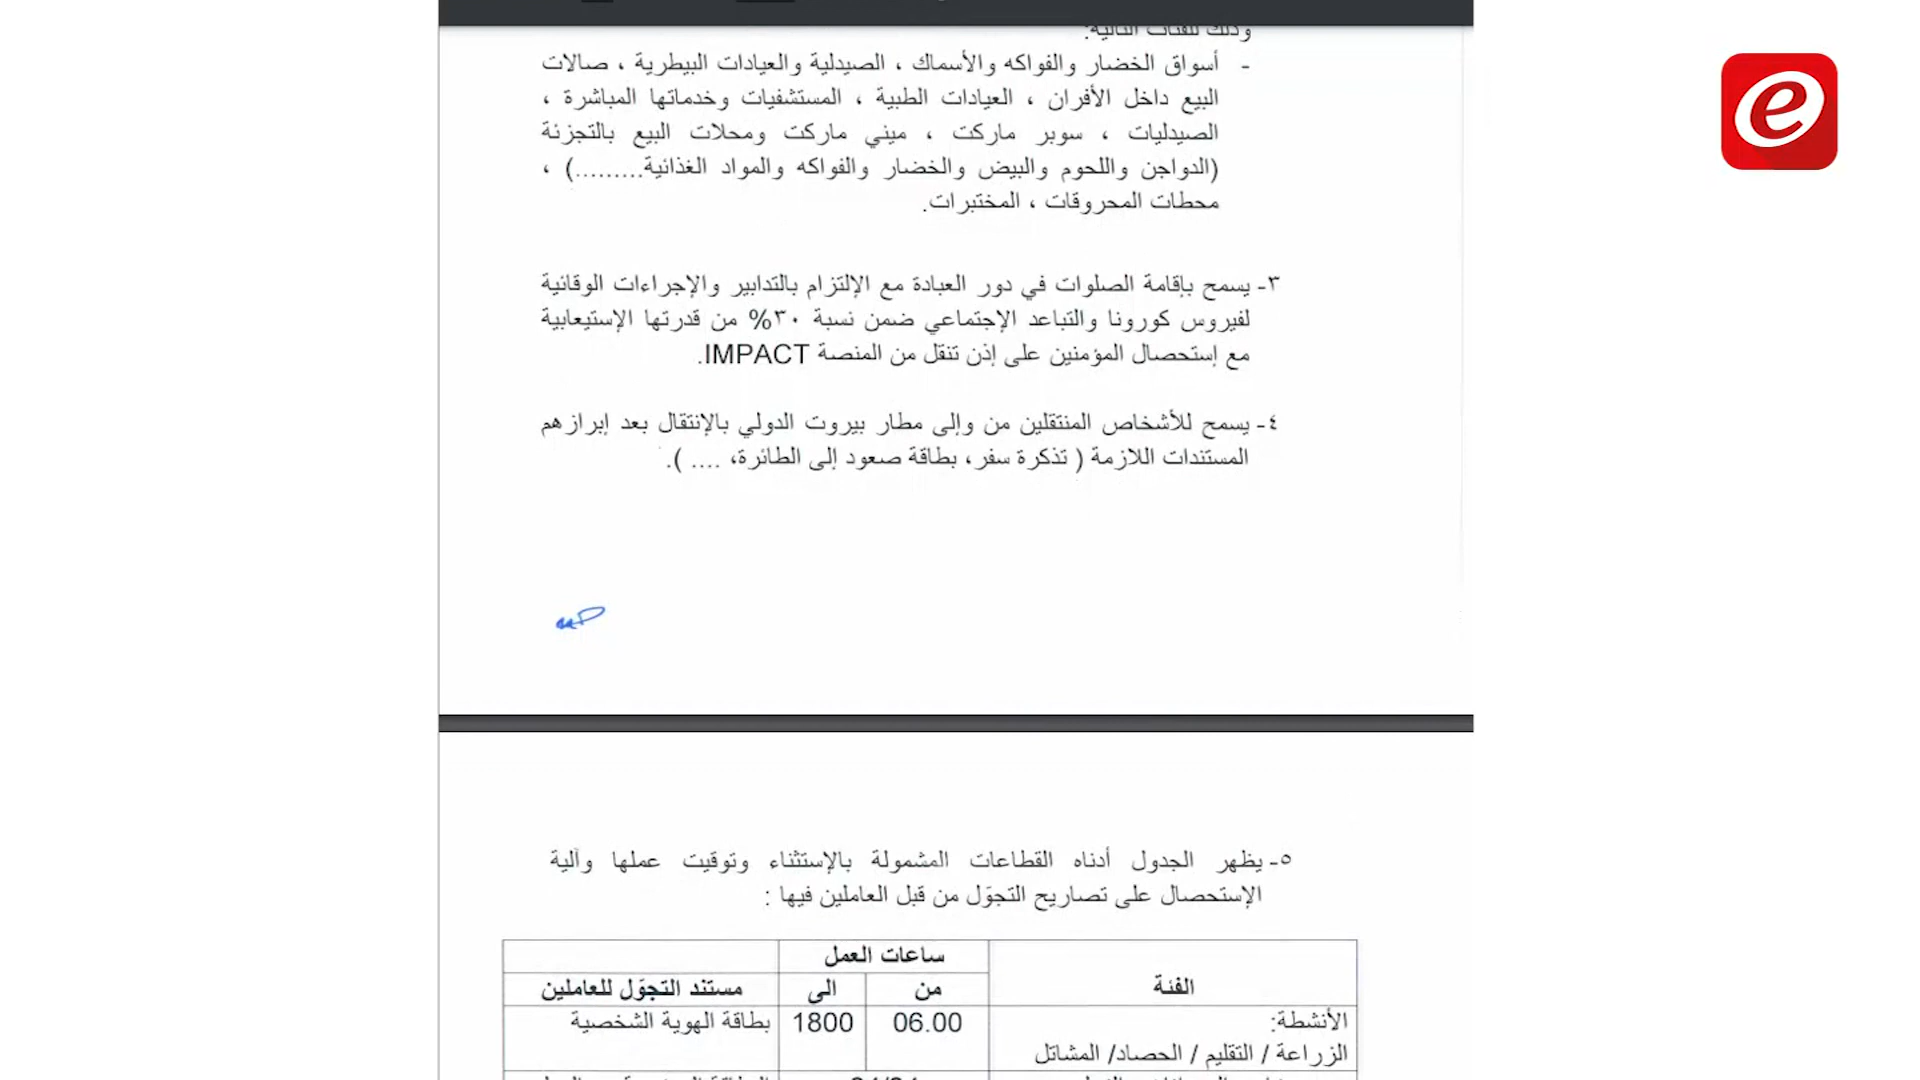 وذلك للفئات التالية:
- أسواق الخضار والفواكه والأسماك ، الصيدلية والعيادات البيطرية ، صالات
البيع داخل الأفران ، العيادات الطبية ، المستشفيات وخدماتها المباشرة ،
الصيدليات ، سوبر ماركت ، ميني ماركت ومحلات البيع بالتجزئة
(الدواجن واللحوم والبيض والخضار والفواكه والمواد الغذائية.........) ،
محطات المحروقات ، المختبرات.
٣- يسمح بإقامة الصلوات في دور العبادة مع الإلتزام بالتدابير والإجراءات الوقائية
لفيروس كورونا والتباعد الإجتماعي ضمن نسبة ٣٠% من قدرتها الإستيعابية
مع إستحصال المؤمنين على إذن تنقل من المنصة IMPACT.
٤- يسمح للأشخاص المنتقلين من وإلى مطار بيروت الدولي بالإنتقال بعد إبرازهم
المستندات اللازمة ( تذكرة سفر، بطاقة صعود إلى الطائرة، .... ).
٥- يظهر الجدول أدناه القطاعات المشمولة بالإستثناء وتوقيت عملها وآلية
الإستحصال على تصاريح التجوّل من قبل العاملين فيها :
ساعات العمل
الفئة من الى مستند التجوّل للعاملين
الأنشطة: 06.00 1800 بطاقة الهوية الشخصية
الزراعة / التقليم / الحصاد/ المشاتل